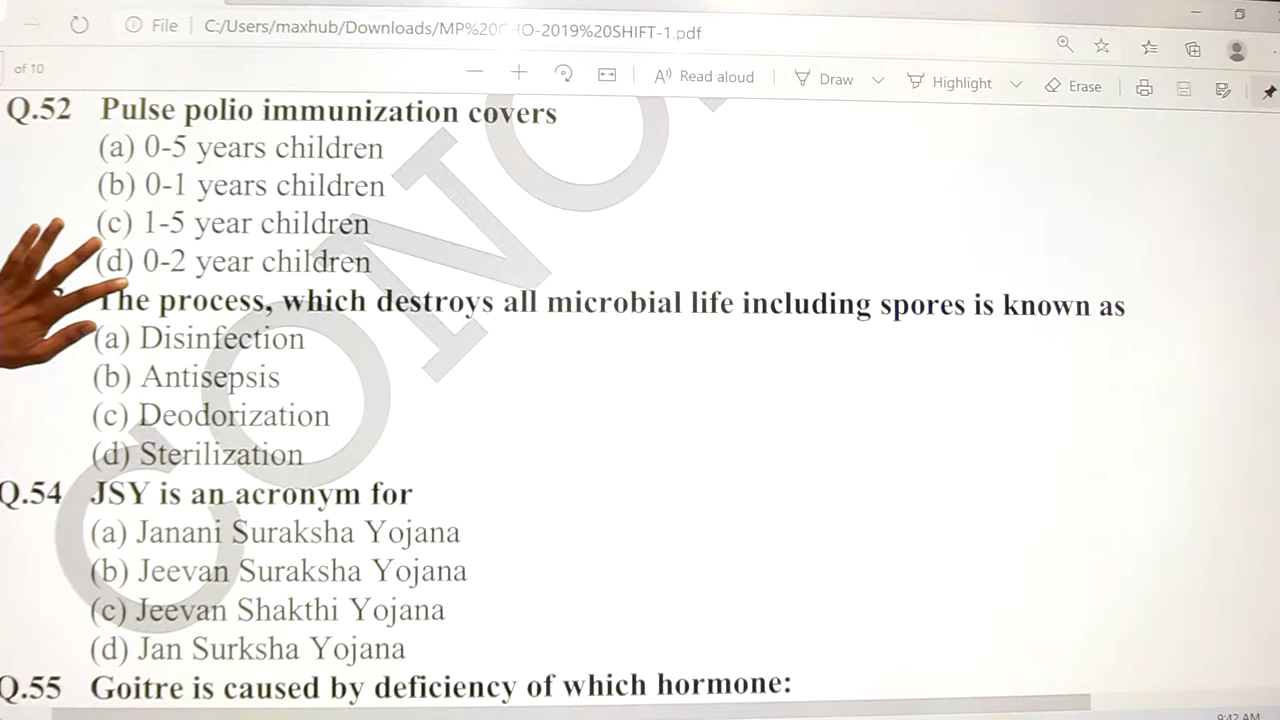 File | C:/Users/maxhub/Downloads/MP%20C HO-2019%20SHIFT-1.pdf
of 10
Read aloud
Draw
Highlight
Erase
Q.52 Pulse polio immunization covers
(a) 0-5 years children
(b) 0-1 years children
(c) 1-5 year children
(d) 0-2 year children
The process, which destroys all microbial life including spores is known as
(a) Disinfection
(b) Antisepsis
(c) Deodorization
(d) Sterilization
Q.54 JSY is an acronym for
(a) Janani Suraksha Yojana
(b) Jeevan Suraksha Yojana
(c) Jeevan Shakthi Yojana
(d) Jan Surksha Yojana
Q.55 Goitre is caused by deficiency of which hormone:
9:42 AM